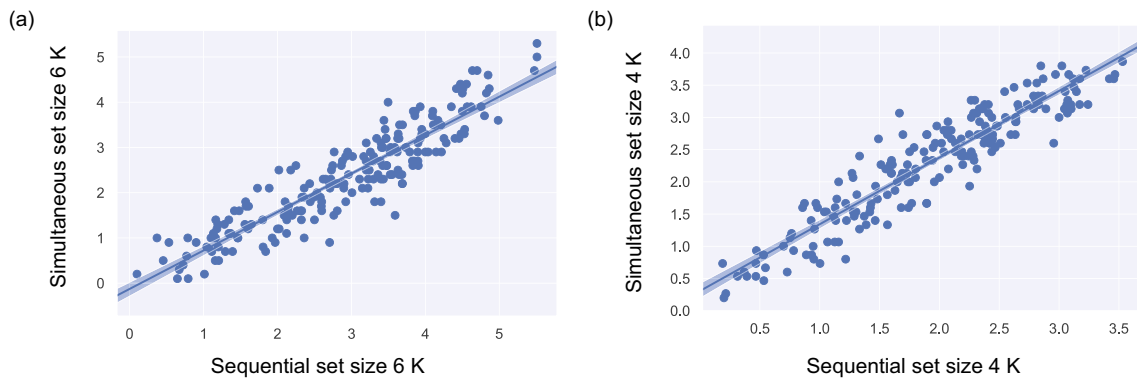 (a)
Simultaneous set size 6 K
5
4
3
2
1
0
0 1 2 3 4 5
Sequential set size 6 K
(b)
Simultaneous set size 4 K
4.0
3.5
3.0
2.5
2.0
1.5
1.0
0.5
0.0
0.5 1.0 1.5 2.0 2.5 3.0 3.5
Sequential set size 4 K